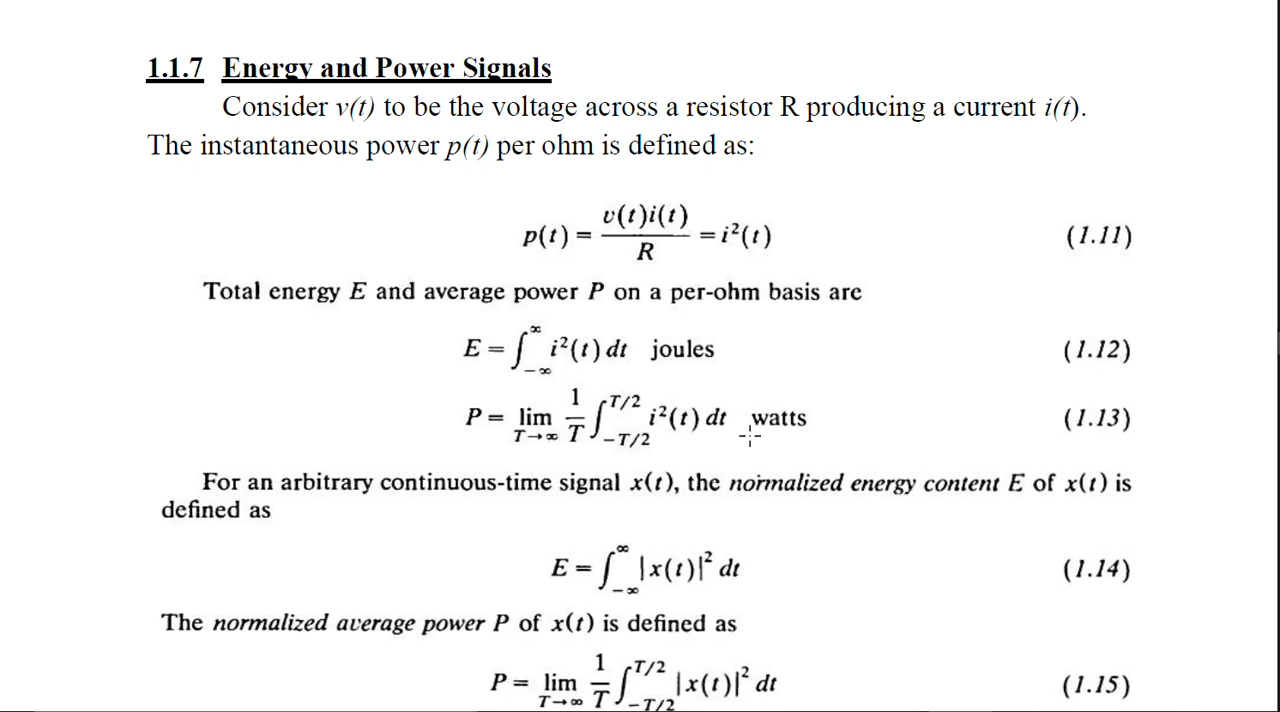 1.1.7 Energy and Power Signals
Consider v(t) to be the voltage across a resistor R producing a current i(t).
The instantaneous power p(t) per ohm is defined as:
p(t) = v(t)i(t)/R = i²(t) (1.11)
Total energy E and average power P on a per-ohm basis are
E = ∫_{-∞}^{∞} i²(t) dt joules (1.12)
P = lim_{T→∞} 1/T ∫_{-T/2}^{T/2} i²(t) dt watts (1.13)
For an arbitrary continuous-time signal x(t), the normalized energy content E of x(t) is
defined as
E = ∫_{-∞}^{∞} |x(t)|² dt (1.14)
The normalized average power P of x(t) is defined as
P = lim_{T→∞} 1/T ∫_{-T/2}^{T/2} |x(t)|² dt (1.15)